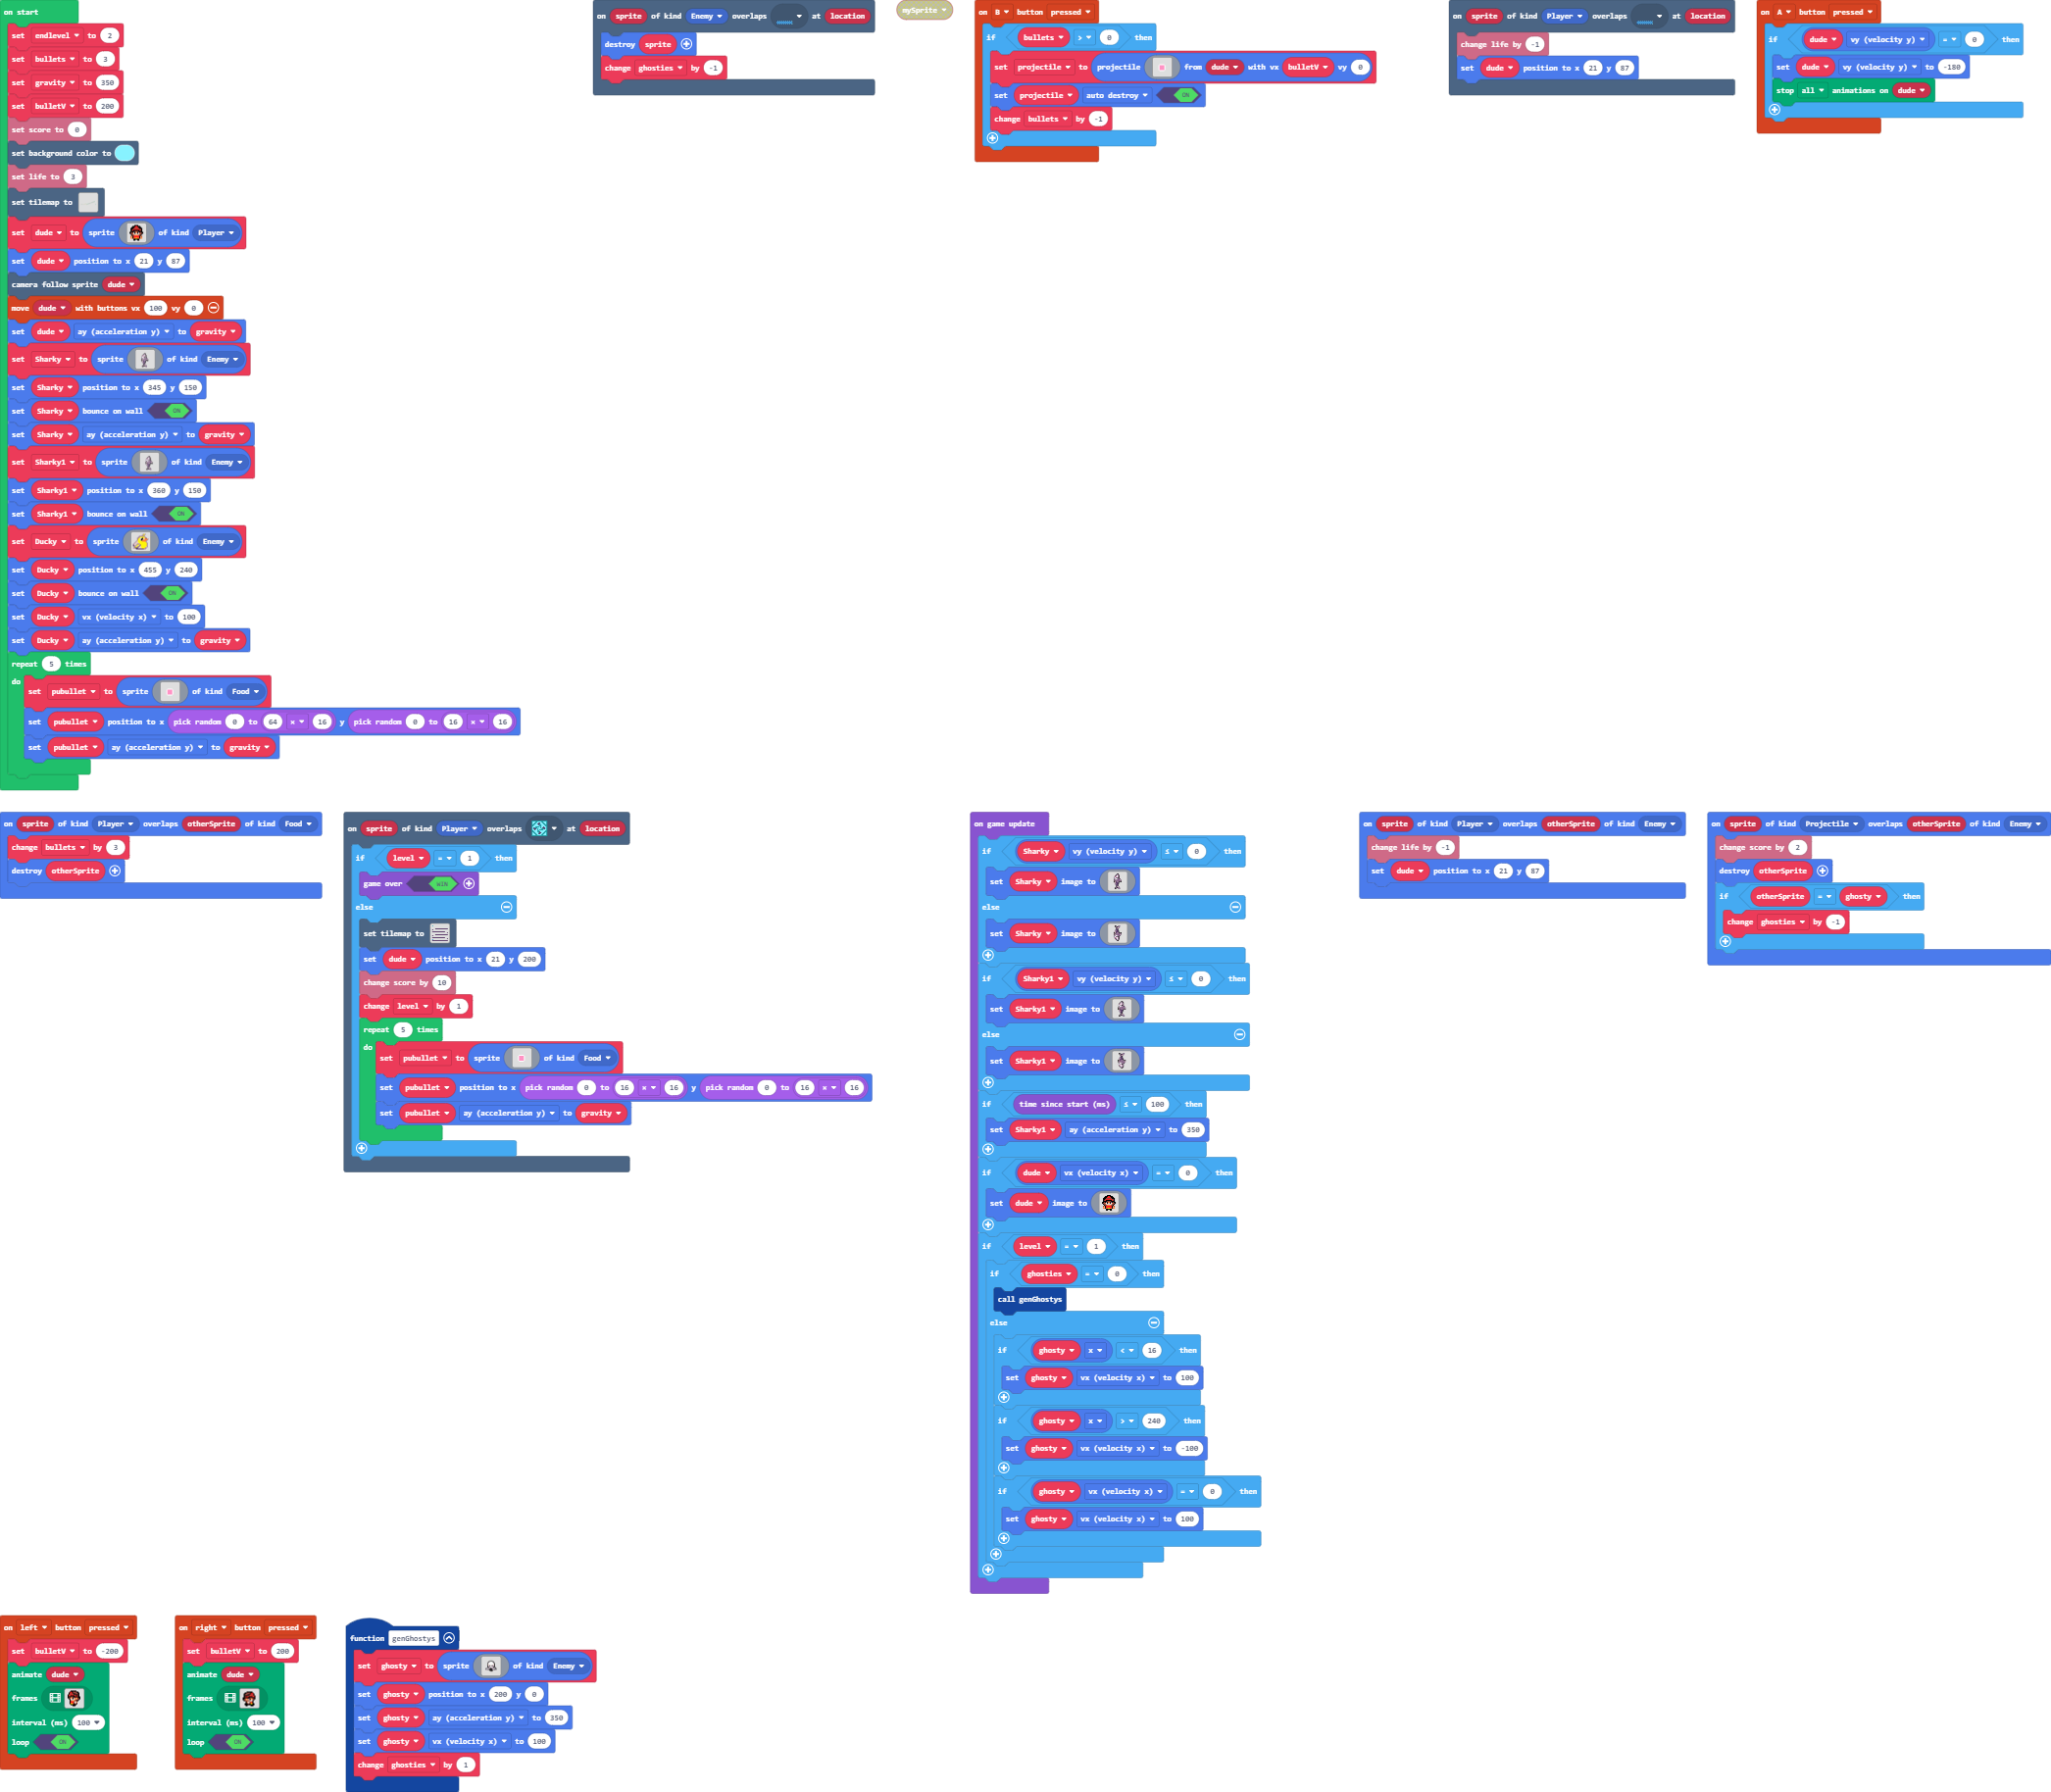 on start
set endlevel to 2
set bullets to 3
set gravity to 350
set bulletV to 200
set score to 0
set background color to
set life to 3
set tilemap to
set dude to sprite of kind Player
set dude position to x 21 y 87
camera follow sprite dude
move dude with buttons vx 100 vy 0
set dude ay (acceleration y) to gravity
set Sharky to sprite of kind Enemy
set Sharky position to x 345 y 150
set Sharky bounce on wall ON
set Sharky ay (acceleration y) to gravity
set Sharky1 to sprite of kind Enemy
set Sharky1 position to x 360 y 150
set Sharky1 bounce on wall ON
set Ducky to sprite of kind Enemy
set Ducky position to x 455 y 240
set Ducky bounce on wall ON
set Ducky vx (velocity x) to 100
set Ducky ay (acceleration y) to gravity
repeat 5 times
do
set pubullet to sprite of kind Food
set pubullet position to x pick random 0 to 64 × 16 y pick random 0 to 16 × 16
set pubullet ay (acceleration y) to gravity
on sprite of kind Enemy overlaps at location
destroy sprite
change ghosties by -1
mySprite
on B button pressed
if bullets > 0 then
set projectile to projectile from dude with vx bulletV vy 0
set projectile auto destroy ON
change bullets by -1
on sprite of kind Player overlaps at location
change life by -1
set dude position to x 21 y 87
on A button pressed
if dude vy (velocity y) = 0 then
set dude vy (velocity y) to -180
stop all animations on dude
on sprite of kind Player overlaps otherSprite of kind Food
change bullets by 3
destroy otherSprite
on sprite of kind Player overlaps at location
if level = 1 then
game over WIN
else
set tilemap to
set dude position to x 21 y 200
change score by 10
change level by 1
repeat 5 times
do
set pubullet to sprite of kind Food
set pubullet position to x pick random 0 to 16 × 16 y pick random 0 to 16 × 16
set pubullet ay (acceleration y) to gravity
on game update
if Sharky vy (velocity y) ≤ 0 then
set Sharky image to
else
set Sharky image to
if Sharky1 vy (velocity y) ≤ 0 then
set Sharky1 image to
else
set Sharky1 image to
if time since start (ms) ≤ 100 then
set Sharky1 ay (acceleration y) to 350
if dude vx (velocity x) = 0 then
set dude image to
if level = 1 then
if ghosties = 0 then
call genGhostys
else
if ghosty x < 16 then
set ghosty vx (velocity x) to 100
if ghosty x > 240 then
set ghosty vx (velocity x) to -100
if ghosty vx (velocity x) = 0 then
set ghosty vx (velocity x) to 100
on sprite of kind Player overlaps otherSprite of kind Enemy
change life by -1
set dude position to x 21 y 87
on sprite of kind Projectile overlaps otherSprite of kind Enemy
change score by 2
destroy otherSprite
if otherSprite = ghosty then
change ghosties by -1
on left button pressed
set bulletV to -200
animate dude
frames
interval (ms) 100
loop ON
on right button pressed
set bulletV to 200
animate dude
frames
interval (ms) 100
loop ON
function genGhostys
set ghosty to sprite of kind Enemy
set ghosty position to x 200 y 0
set ghosty ay (acceleration y) to 350
set ghosty vx (velocity x) to 100
change ghosties by 1